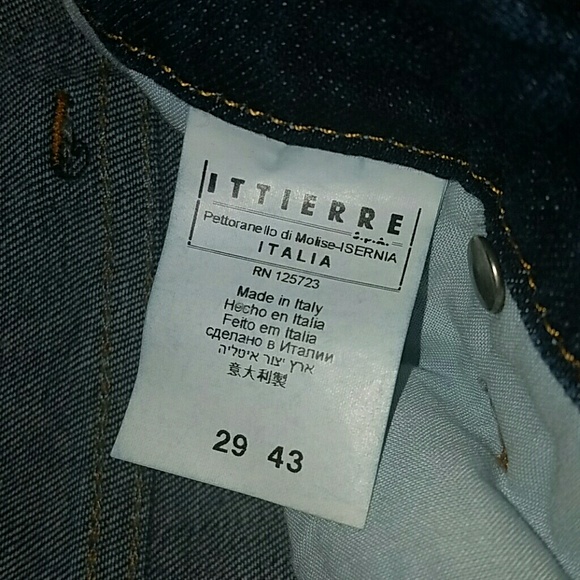 ITTIERRE
S.p.A.
Pettoranello di Molise-ISERNIA
ITALIA
RN 125723
Made in Italy
Hecho en Italia
Feito em Italia
сделано в Италии
ארץ יצור איטליה
意大利製
29 43